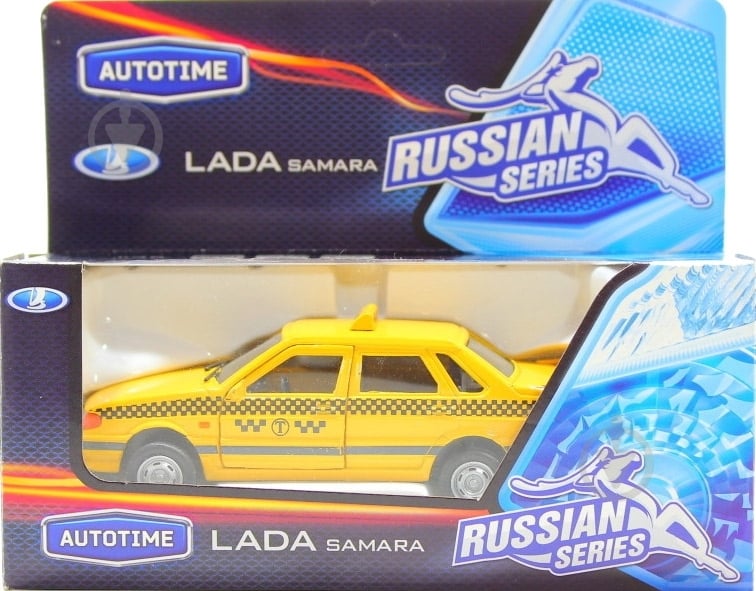 AUTOTIME
LADA SAMARA
RUSSIAN
SERIES
T
AUTOTIME
LADA SAMARA
RUSSIAN
SERIES